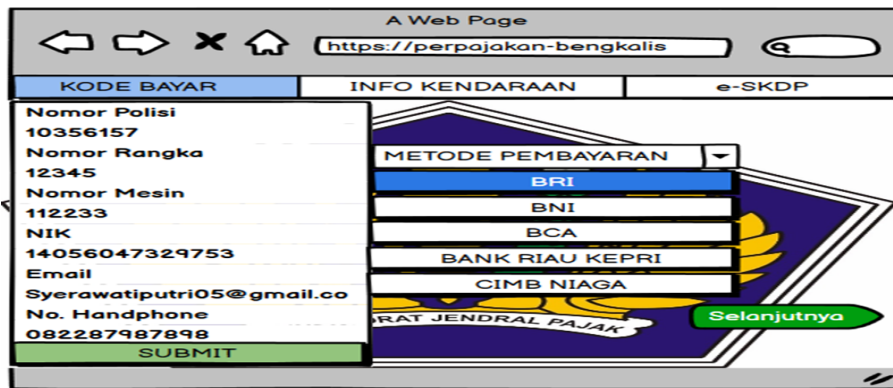 A Web Page
https://perpajakan-bengkalis
KODE BAYAR
INFO KENDARAAN
e-SKDP
Nomor Polisi
10356157
Nomor Rangka
12345
Nomor Mesin
112233
NIK
14056047329753
Email
Syerawatiputri05@gmail.co
No. Handphone
082287987898
SUBMIT
METODE PEMBAYARAN
BRI
BNI
BCA
BANK RIAU KEPRI
CIMB NIAGA
RAT JENDRAL PAJAK
Selanjutnya